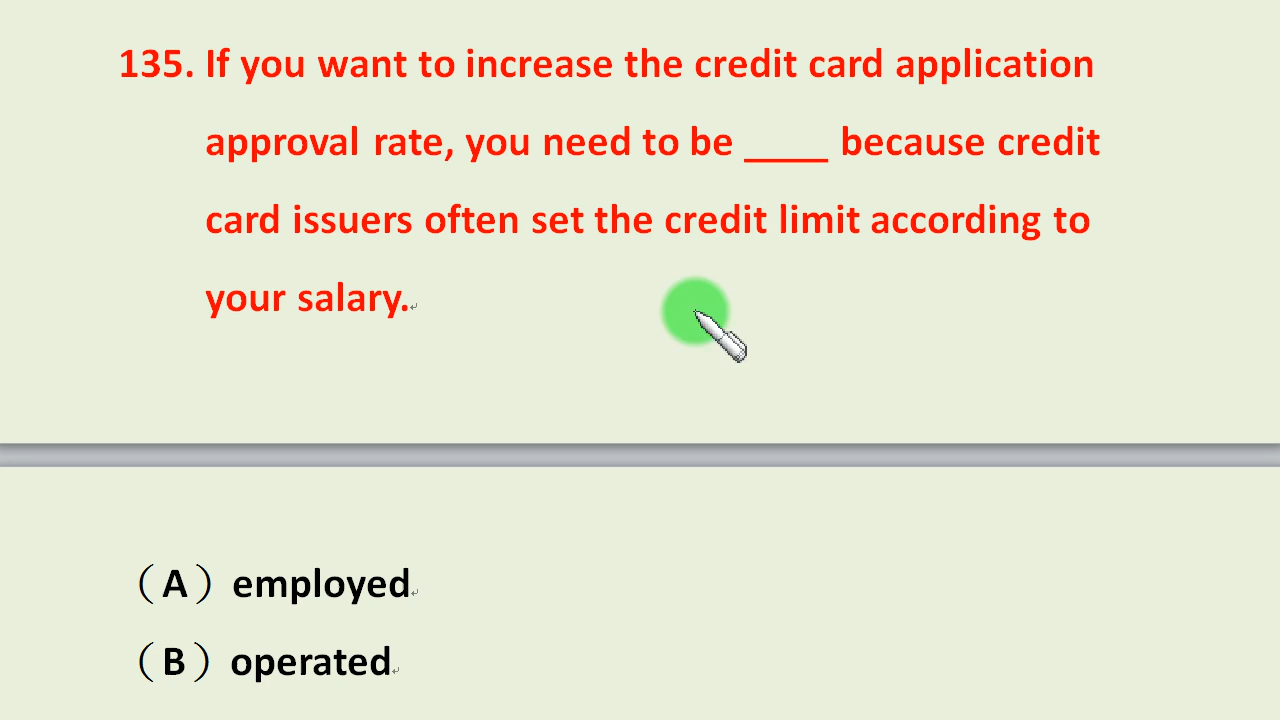 135. If you want to increase the credit card application
approval rate, you need to be ____ because credit
card issuers often set the credit limit according to
your salary.
（A）employed
（B）operated